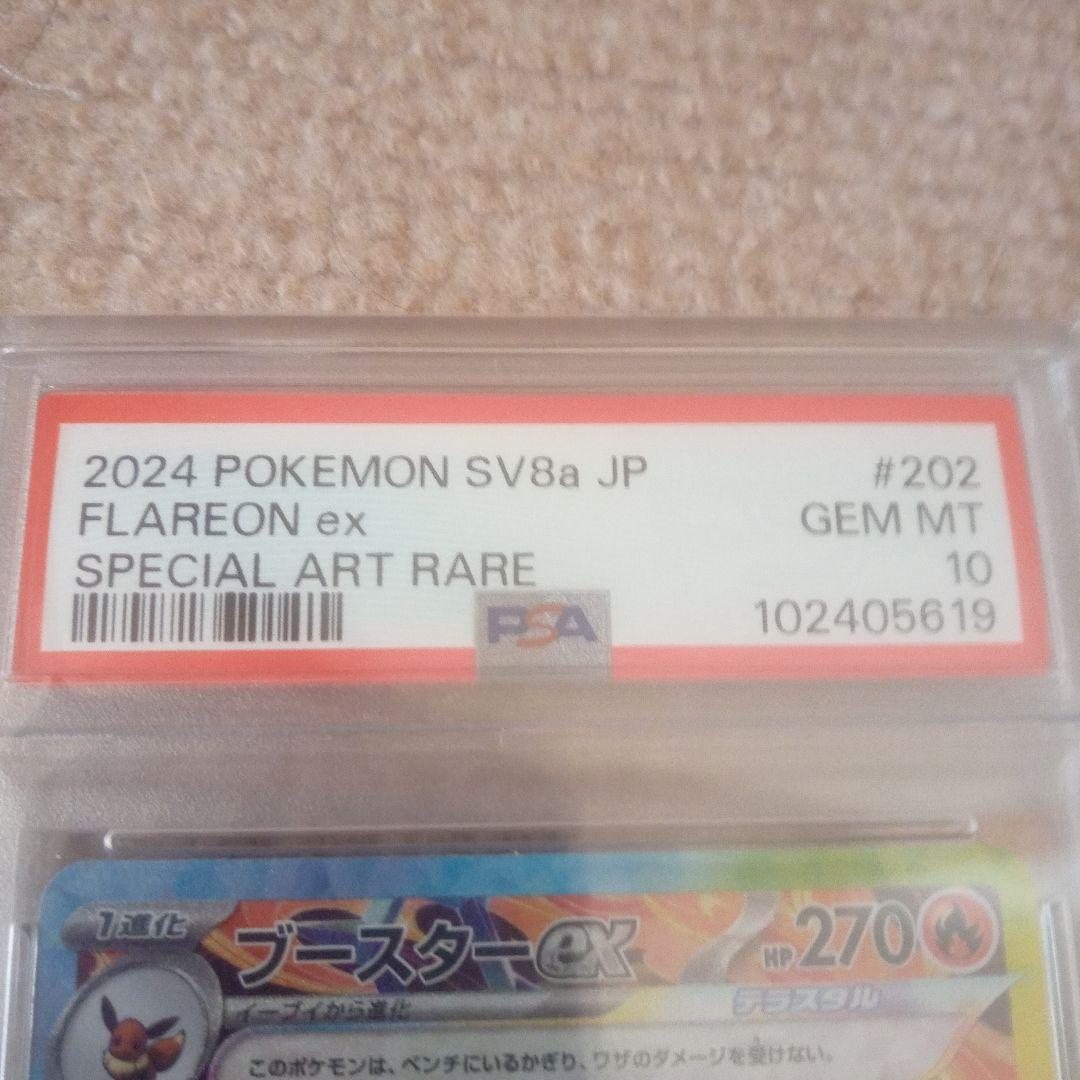 2024 POKEMON SV8a JP #202
FLAREON ex GEM MT
SPECIAL ART RARE 10
PSA 102405619
1進化 ブースターex HP270
イーブイから進化 テラスタル
このポケモンは、ベンチにいるかぎり、ワザのダメージを受けない。